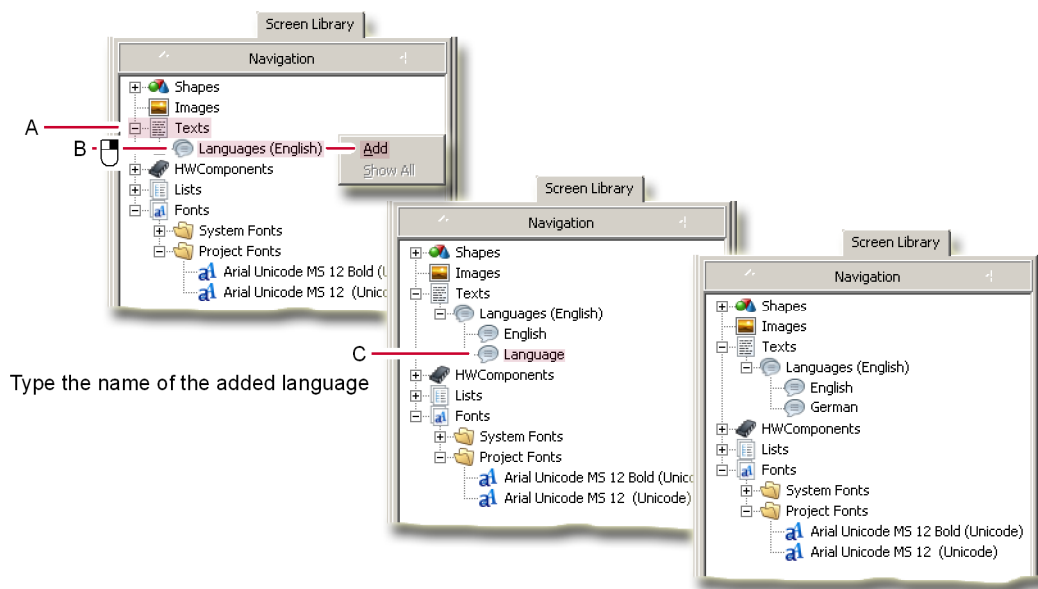 Screen Library
Navigation
Shapes
Images
A
Texts
B
Languages (English)
Add
Show All
HWComponents
Lists
Fonts
System Fonts
Project Fonts
Arial Unicode MS 12 Bold (U
Arial Unicode MS 12 (Unic
Screen Library
Navigation
Shapes
Images
Texts
Languages (English)
English
C
Language
Type the name of the added language
HWComponents
Lists
Fonts
System Fonts
Project Fonts
Arial Unicode MS 12 Bold (Unic
Arial Unicode MS 12 (Unicode)
Screen Library
Navigation
Shapes
Images
Texts
Languages (English)
English
German
HWComponents
Lists
Fonts
System Fonts
Project Fonts
Arial Unicode MS 12 Bold (Unicode)
Arial Unicode MS 12 (Unicode)